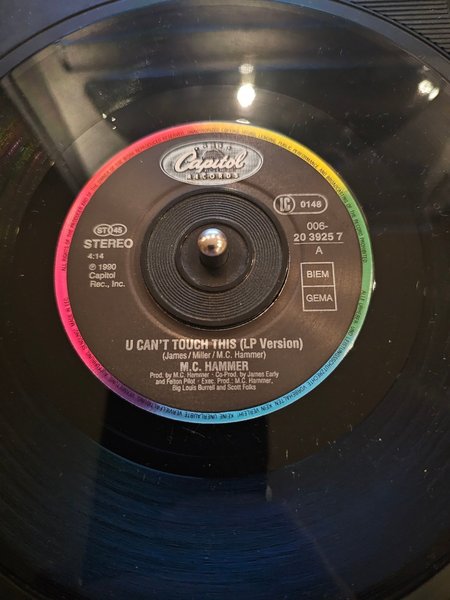 Capitol
RECORDS
LC 0148
ST 45
STEREO
4:14
℗ 1990
Capitol
Rec., Inc.
006-
20 3925 7
A
BIEM
GEMA
U CAN'T TOUCH THIS (LP Version)
(James/Miller/M.C. Hammer)
M.C. HAMMER
Prod. by M.C. Hammer · Co-Prod. by James Early
and Felton Pilot · Exec. Prod.: M.C. Hammer,
Big Louis Burrell and Scott Folks